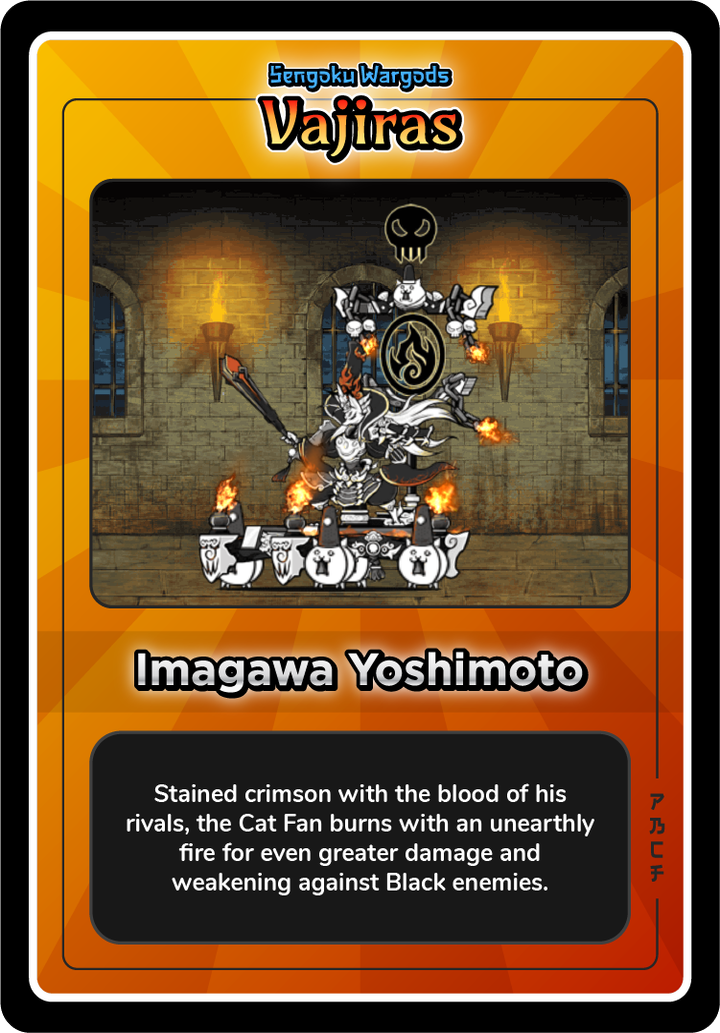 Sengoku Wargods
Vajiras
Imagawa Yoshimoto
Stained crimson with the blood of his
rivals, the Cat Fan burns with an unearthly
fire for even greater damage and
weakening against Black enemies.